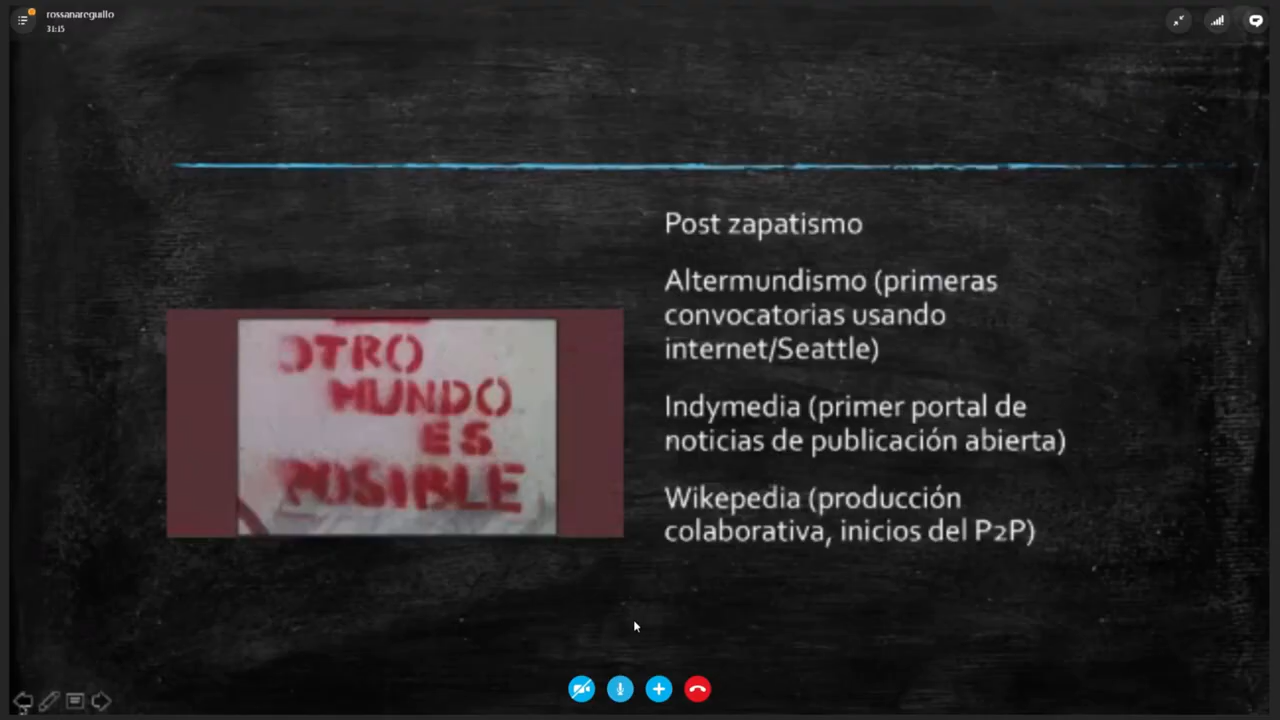 rossanareguillo
31:15
OTRO
MUNDO
ES
POSIBLE
Post zapatismo
Altermundismo (primeras
convocatorias usando
internet/Seattle)
Indymedia (primer portal de
noticias de publicación abierta)
Wikepedia (producción
colaborativa, inicios del P2P)